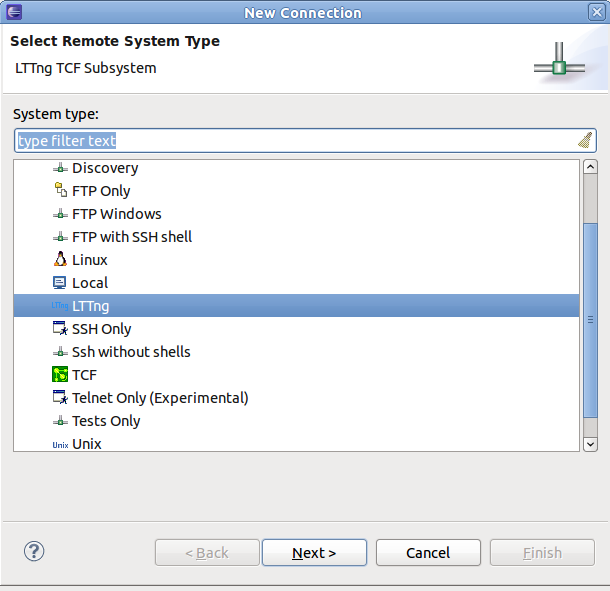 New Connection
Select Remote System Type
LTTng TCF Subsystem
System type:
type filter text
Discovery
FTP Only
FTP Windows
FTP with SSH shell
Linux
Local
LTTng LTTng
SSH Only
Ssh without shells
TCF
Telnet Only (Experimental)
Tests Only
Unix Unix
? < Back Next > Cancel Finish